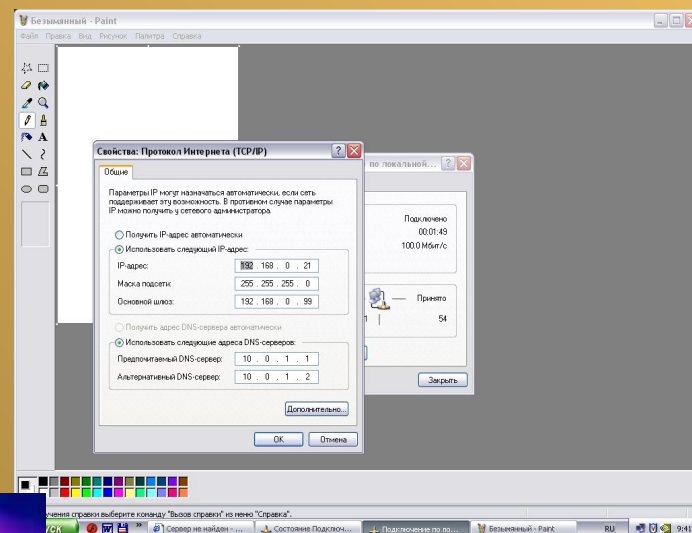 Безымянный - Paint
Файл Правка Вид Рисунок Палитра Справка
Свойства: Протокол Интернета (TCP/IP)
по локальной...
Общие
Параметры IP могут назначаться автоматически, если сеть
поддерживает эту возможность. В противном случае параметры
IP можно получить у сетевого администратора.
Получить IP-адрес автоматически
Использовать следующий IP-адрес:
IP-адрес: 192 . 168 . 0 . 21
Маска подсети: 255 . 255 . 255 . 0
Основной шлюз: 192 . 168 . 0 . 99
Получить адрес DNS-сервера автоматически
Использовать следующие адреса DNS-серверов:
Предпочитаемый DNS-сервер: 10 . 0 . 1 . 1
Альтернативный DNS-сервер: 10 . 0 . 1 . 2
Дополнительно...
ОК Отмена
Подключено
00:01:49
100.0 Мбит/с
Принято
1 54
Закрыть
учения справки выберите команду "Вызов справки" из меню "Справка".
уск Сервер не найден - ... Состояние Подключ... Подключение по ло... Безымянный - Paint RU 9:41